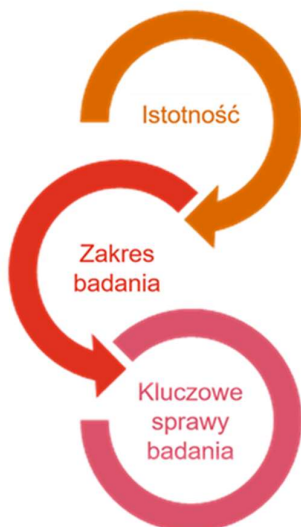 Istotność
Zakres
badania
Kluczowe
sprawy
badania